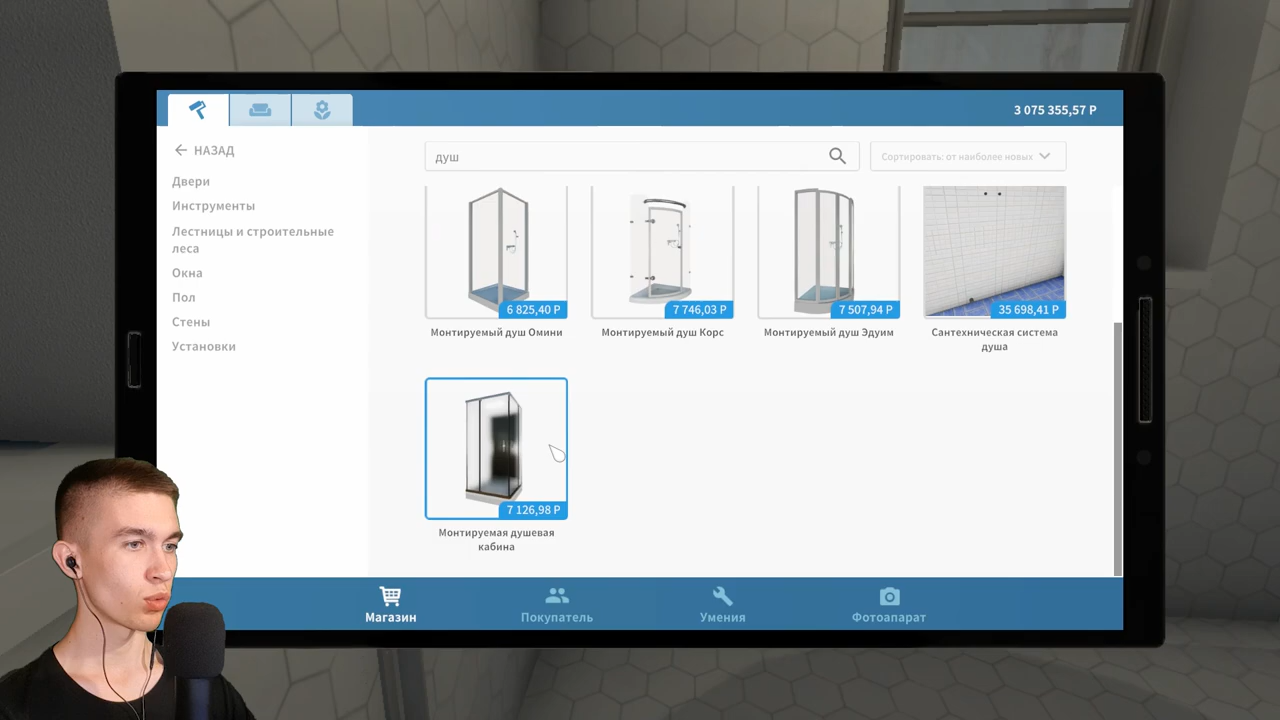 3 075 355,57 Р
НАЗАД
Двери
Инструменты
Лестницы и строительные
леса
Окна
Пол
Стены
Установки
душ
Сортировать: от наиболее новых
6 825,40 Р
Монтируемый душ Омини
7 746,03 Р
Монтируемый душ Корс
7 507,94 Р
Монтируемый душ Эдуим
35 698,41 Р
Сантехническая система
душа
7 126,98 Р
Монтируемая душевая
кабина
Магазин
Покупатель
Умения
Фотоаппарат